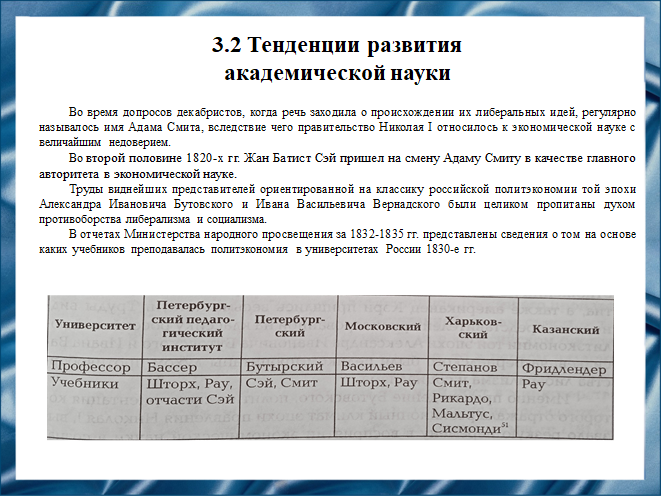 3.2 Тенденции развития
академической науки
Во время допросов декабристов, когда речь заходила о происхождении их либеральных идей, регулярно
называлось имя Адама Смита, вследствие чего правительство Николая I относилось к экономической науке с
величайшим недоверием.
Во второй половине 1820-х гг. Жан Батист Сэй пришел на смену Адаму Смиту в качестве главного
авторитета в экономической науке.
Труды виднейших представителей ориентированной на классику российской политэкономии той эпохи
Александра Ивановича Бутовского и Ивана Васильевича Вернадского были целиком пропитаны духом
противоборства либерализма и социализма.
В отчетах Министерства народного просвещения за 1832-1835 гг. представлены сведения о том на основе
каких учебников преподавалась политэкономия в университетах России 1830-е гг.
Университет Петербург-ский педаго-гический институт Петербург-ский Московский Харьков-ский Казанский
Профессор Бассер Бутырский Васильев Степанов Фридлендер
Учебники Шторх, Рау, отчасти Сэй Сэй, Смит Шторх, Рау Смит, Рикардо, Мальтус, Сисмонди51 Рау